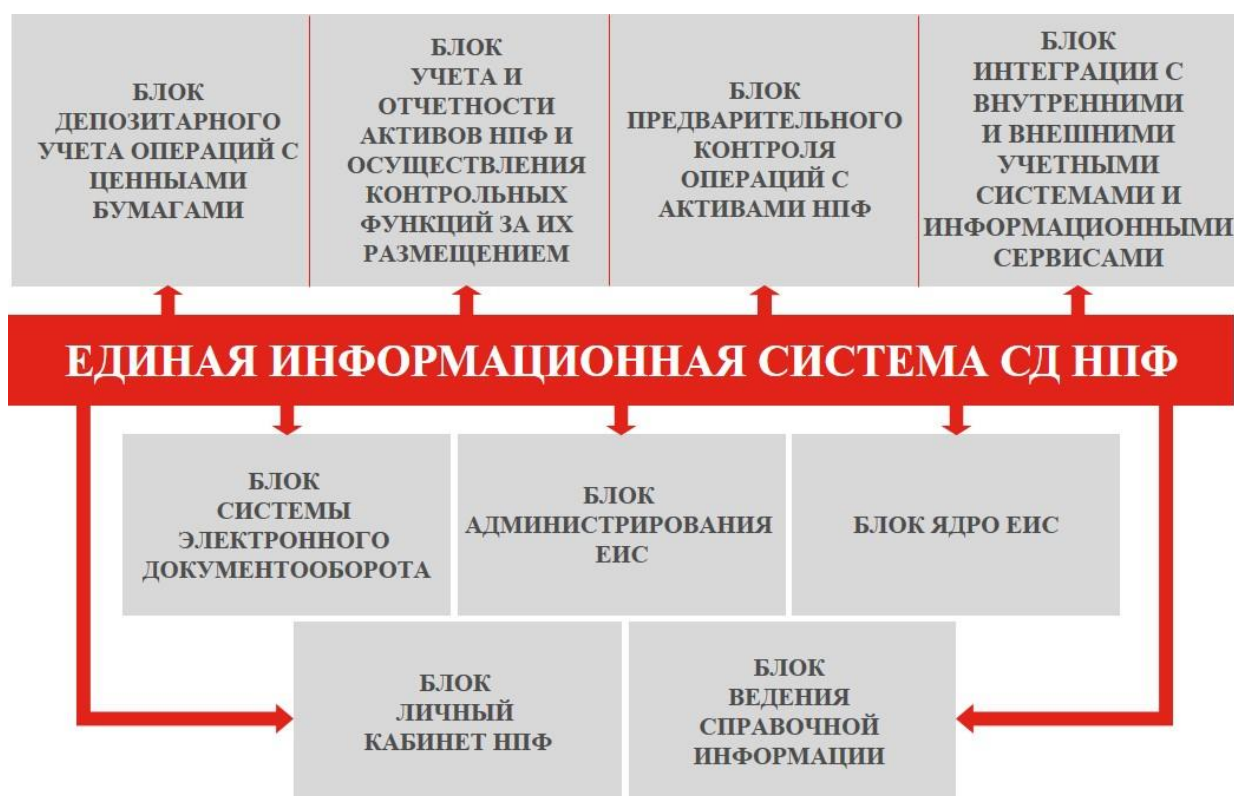 БЛОК
ДЕПОЗИТАРНОГО
УЧЕТА ОПЕРАЦИЙ С
ЦЕННЫАМИ
БУМАГАМИ
БЛОК
УЧЕТА И
ОТЧЕТНОСТИ
АКТИВОВ НПФ И
ОСУЩЕСТВЛЕНИЯ
КОНТРОЛЬНЫХ
ФУНКЦИЙ ЗА ИХ
РАЗМЕЩЕНИЕМ
БЛОК
ПРЕДВАРИТЕЛЬНОГО
КОНТРОЛЯ
ОПЕРАЦИЙ С
АКТИВАМИ НПФ
БЛОК
ИНТЕГРАЦИИ С
ВНУТРЕННИМИ
И ВНЕШНИМИ
УЧЕТНЫМИ
СИСТЕМАМИ И
ИНФОРМАЦИОННЫМИ
СЕРВИСАМИ
ЕДИНАЯ ИНФОРМАЦИОННАЯ СИСТЕМА СД НПФ
БЛОК
СИСТЕМЫ
ЭЛЕКТРОННОГО
ДОКУМЕНТООБОРОТА
БЛОК
АДМИНИСТРИРОВАНИЯ
ЕИС
БЛОК ЯДРО ЕИС
БЛОК
ЛИЧНЫЙ
КАБИНЕТ НПФ
БЛОК
ВЕДЕНИЯ
СПРАВОЧНОЙ
ИНФОРМАЦИИ